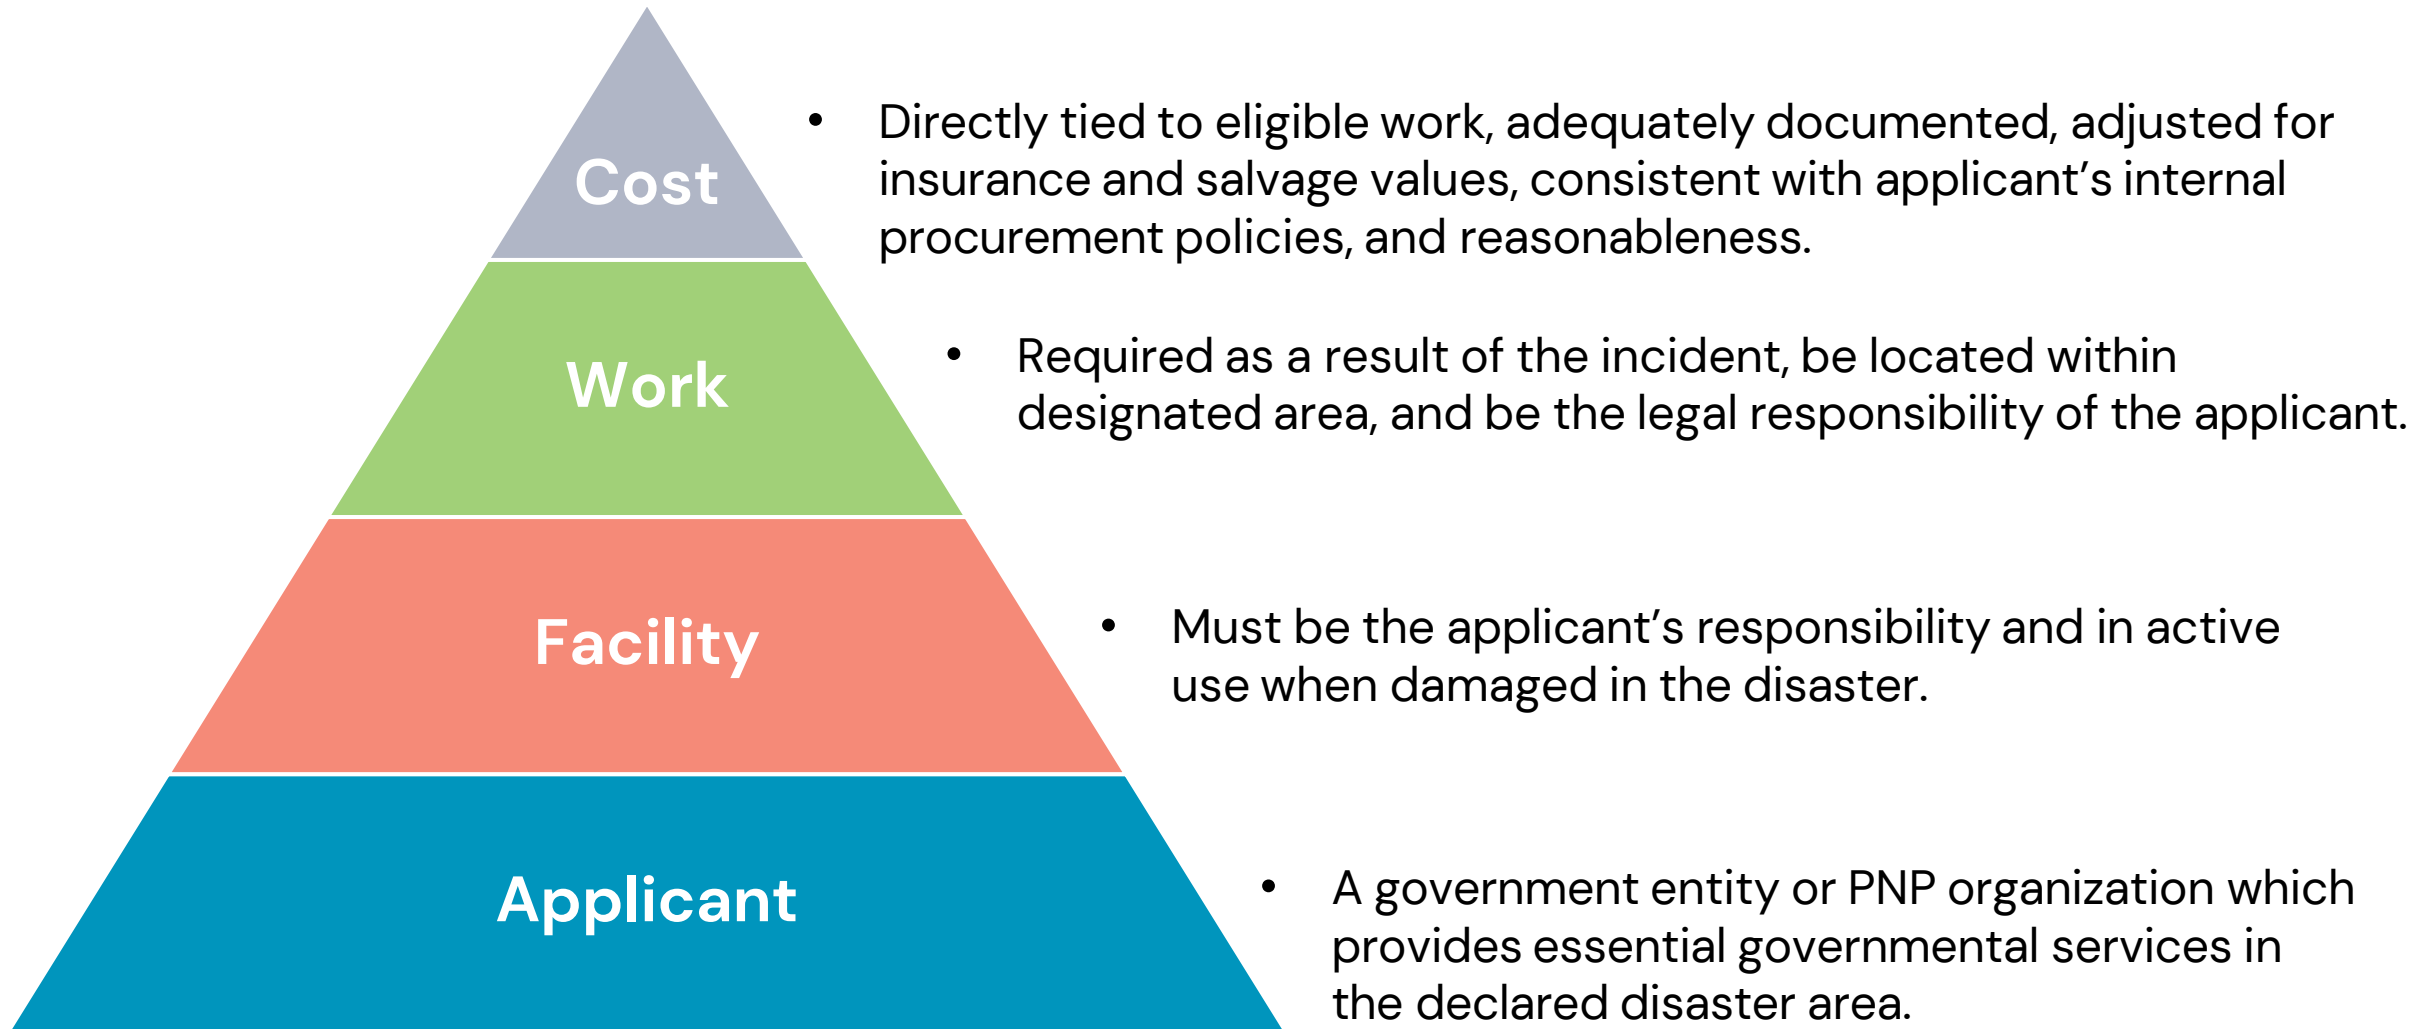 Cost
• Directly tied to eligible work, adequately documented, adjusted for
insurance and salvage values, consistent with applicant’s internal
procurement policies, and reasonableness.
Work
• Required as a result of the incident, be located within
designated area, and be the legal responsibility of the applicant.
Facility
• Must be the applicant’s responsibility and in active
use when damaged in the disaster.
Applicant
• A government entity or PNP organization which
provides essential governmental services in
the declared disaster area.